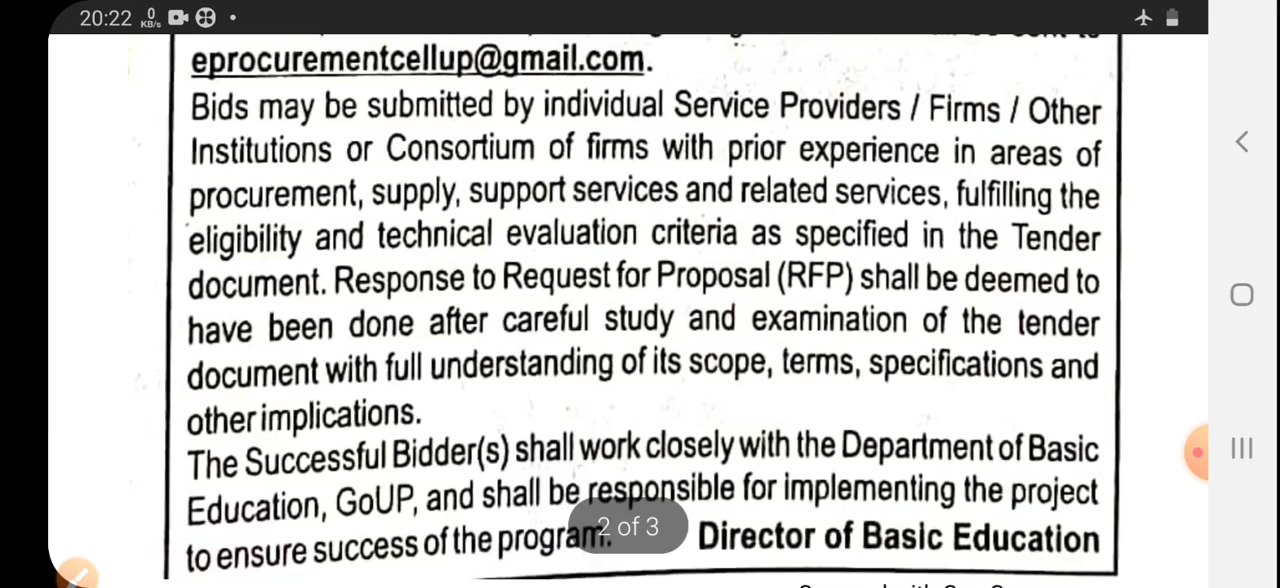 20:22 0 KB/s
eprocurementcellup@gmail.com.
Bids may be submitted by individual Service Providers / Firms / Other
Institutions or Consortium of firms with prior experience in areas of
procurement, supply, support services and related services, fulfilling the
eligibility and technical evaluation criteria as specified in the Tender
document. Response to Request for Proposal (RFP) shall be deemed to
have been done after careful study and examination of the tender
document with full understanding of its scope, terms, specifications and
other implications.
The Successful Bidder(s) shall work closely with the Department of Basic
Education, GoUP, and shall be responsible for implementing the project
to ensure success of the program. Director of Basic Education
2 of 3